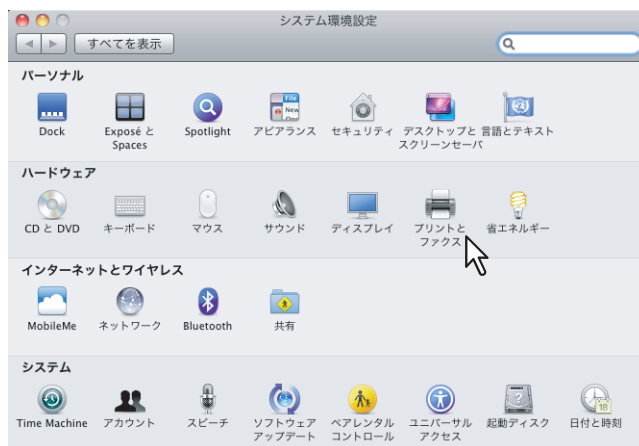 システム環境設定
すべてを表示
パーソナル
Dock
Exposé と
Spaces
Spotlight
アピアランス
セキュリティ
デスクトップと
スクリーンセーバ
言語とテキスト
ハードウェア
CD と DVD
キーボード
マウス
サウンド
ディスプレイ
プリントと
ファクス
省エネルギー
インターネットとワイヤレス
MobileMe
ネットワーク
Bluetooth
共有
システム
Time Machine
アカウント
スピーチ
ソフトウェア
アップデート
ペアレンタル
コントロール
ユニバーサル
アクセス
起動ディスク
日付と時刻